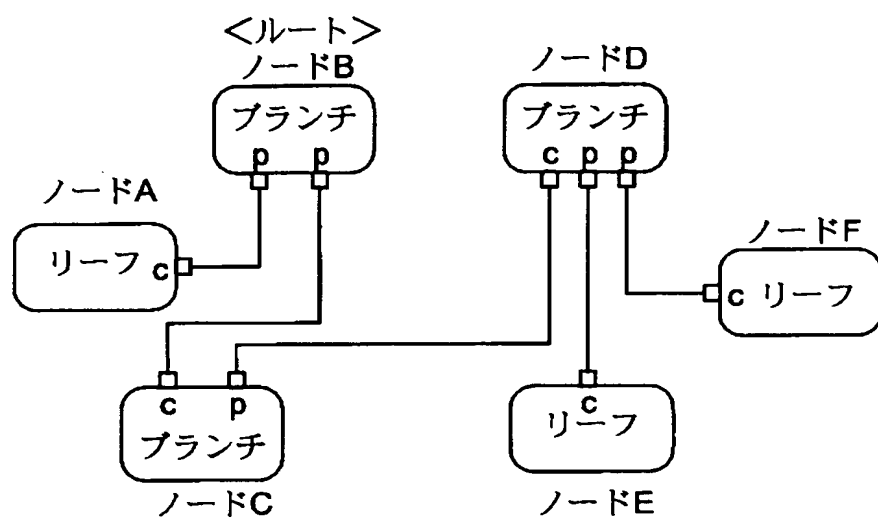 <ルート>
ノードB
ブランチ
p p
ノードD
ブランチ
c p p
ノードA
リーフ c
ノードF
c リーフ
c p
ブランチ
ノードC
c
リーフ
ノードE